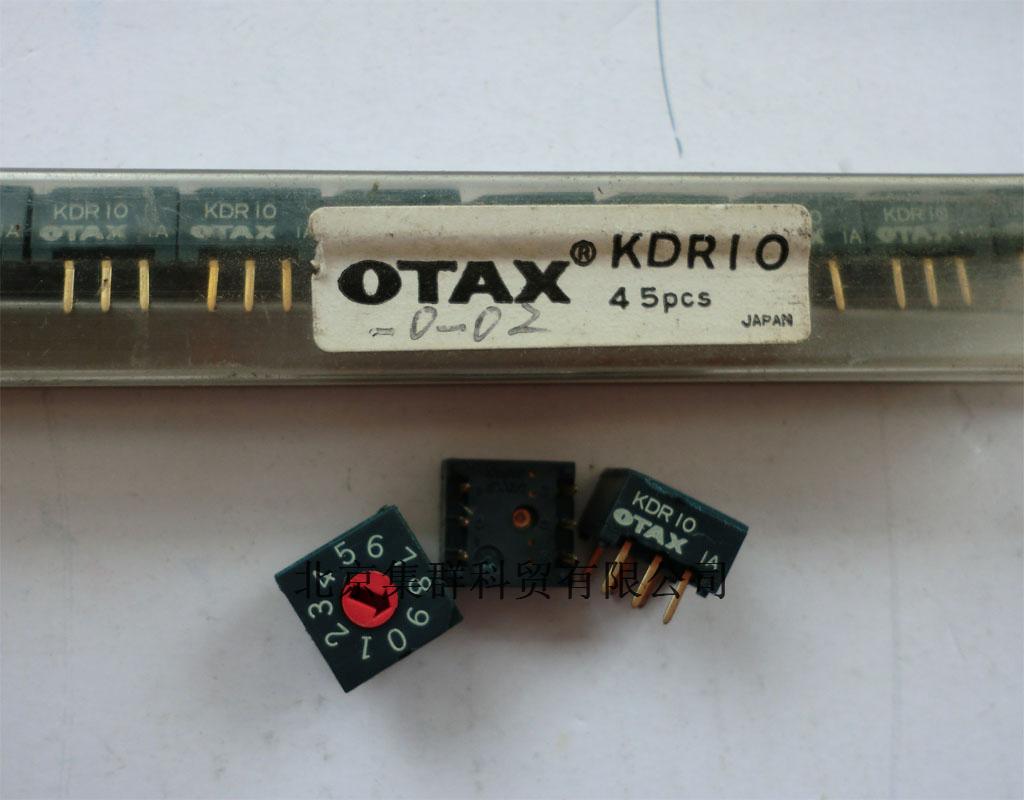 KDR10
OTAX 1A
KDR10
OTAX
OTAX® KDR10
45pcs
-0-02
JAPAN
1A
KDR10
OTAX
KDR10
OTAX
1A
0 1 2 3 4 5 6 7 8 9
北京集群科贸有限公司